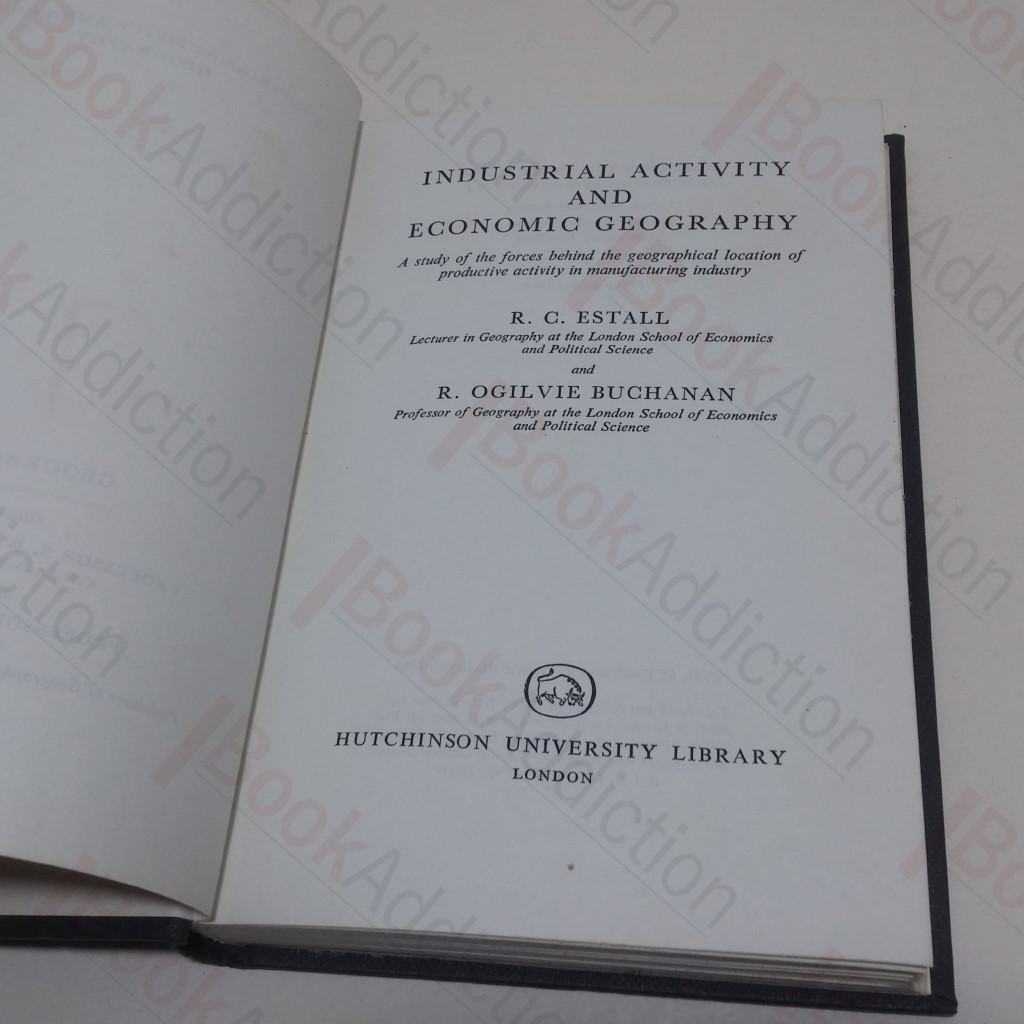 INDUSTRIAL ACTIVITY
AND
ECONOMIC GEOGRAPHY
A study of the forces behind the geographical location of
productive activity in manufacturing industry
R. C. ESTALL
Lecturer in Geography at the London School of Economics
and Political Science
and
R. OGILVIE BUCHANAN
Professor of Geography at the London School of Economics
and Political Science
HUTCHINSON UNIVERSITY LIBRARY
LONDON
BookAddiction